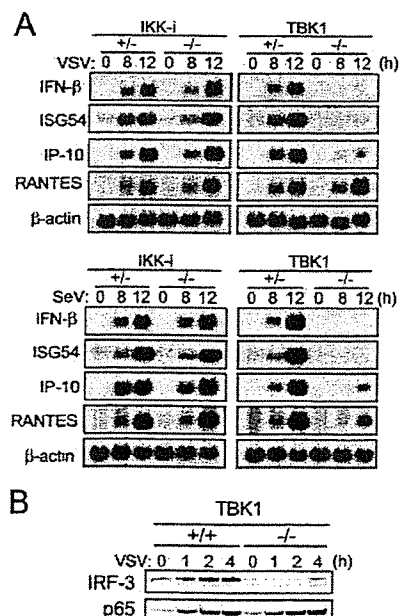 A
IKK-i TBK1
+/- -/- +/- -/-
VSV: 0 8 12 0 8 12 0 8 12 0 8 12 (h)
IFN-β
ISG54
IP-10
RANTES
β-actin
IKK-i TBK1
+/- -/- +/- -/-
SeV: 0 8 12 0 8 12 0 8 12 0 8 12 (h)
IFN-β
ISG54
IP-10
RANTES
β-actin
B
TBK1
+/+ -/-
VSV: 0 1 2 4 0 1 2 4 (h)
IRF-3
p65